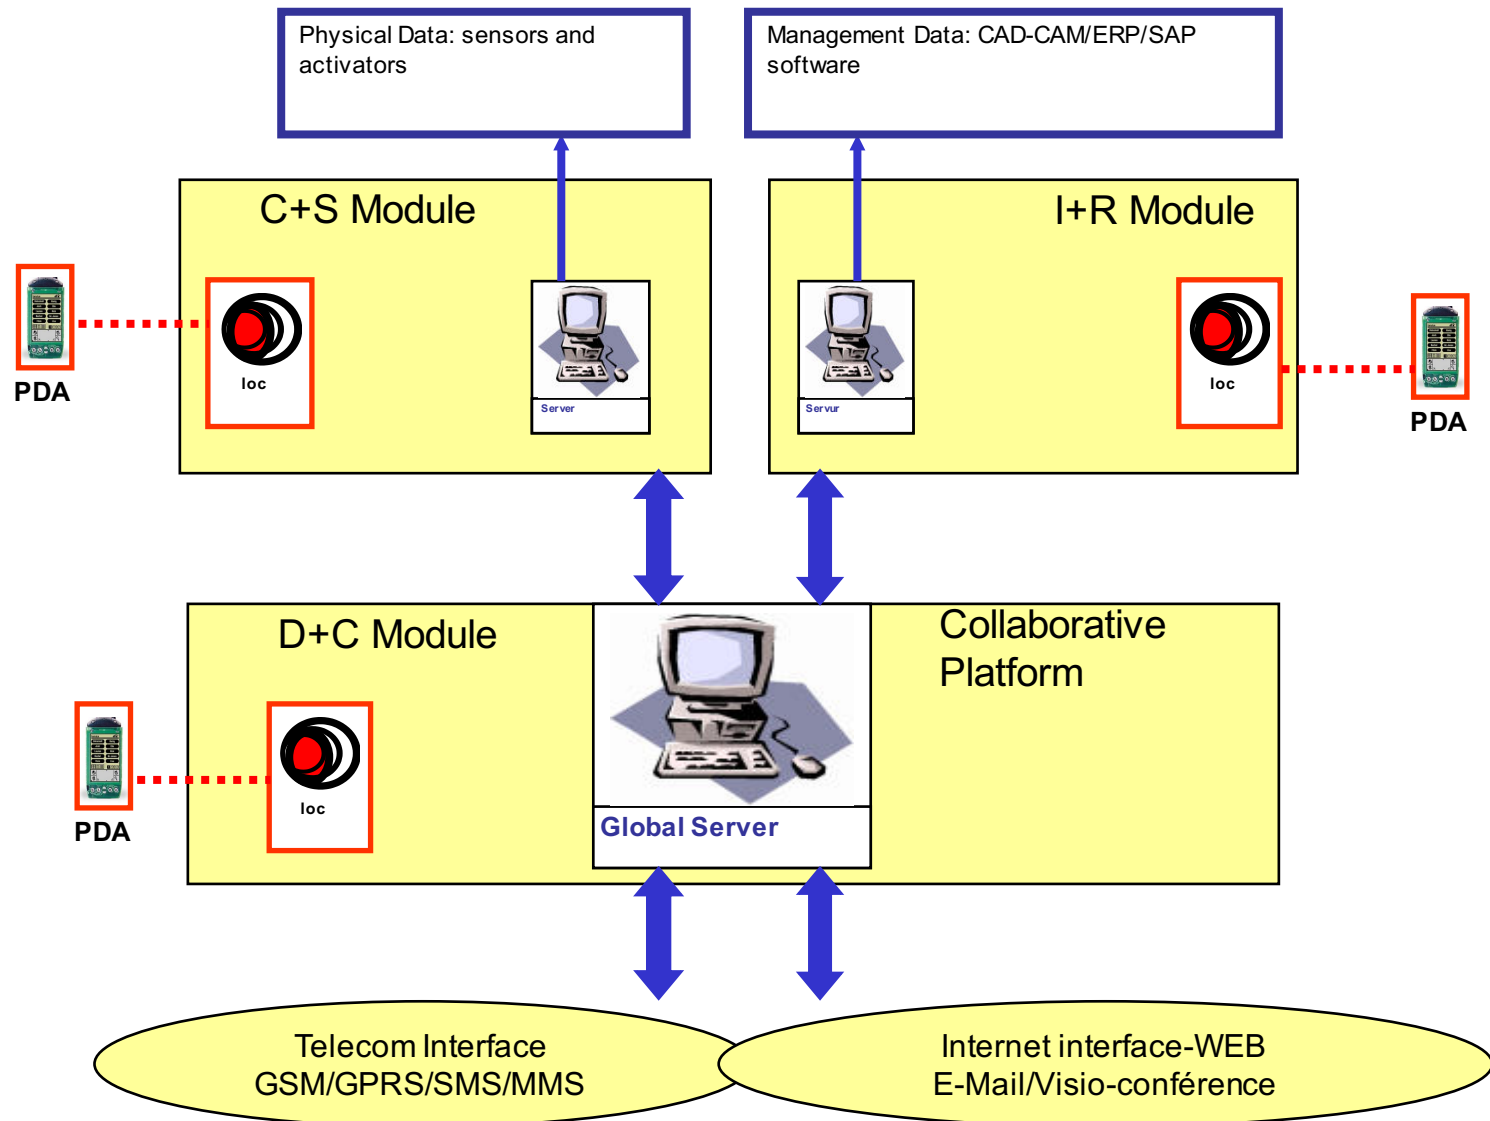 Physical Data: sensors and
activators
Management Data: CAD-CAM/ERP/SAP
software
C+S Module
I+R Module
PDA
loc
Server
Servur
loc
PDA
D+C Module
Collaborative
Platform
PDA
loc
Global Server
Telecom Interface
GSM/GPRS/SMS/MMS
Internet interface-WEB
E-Mail/Visio-conférence